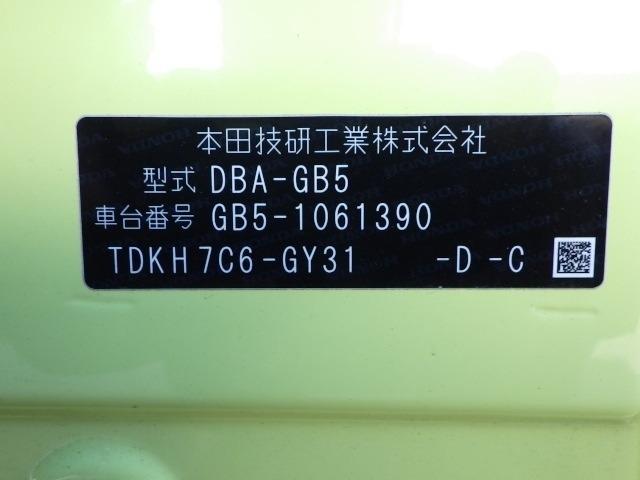 本田技研工業株式会社
型式 DBA-GB5
車台番号 GB5-1061390
TDKH7C6-GY31 -D -C